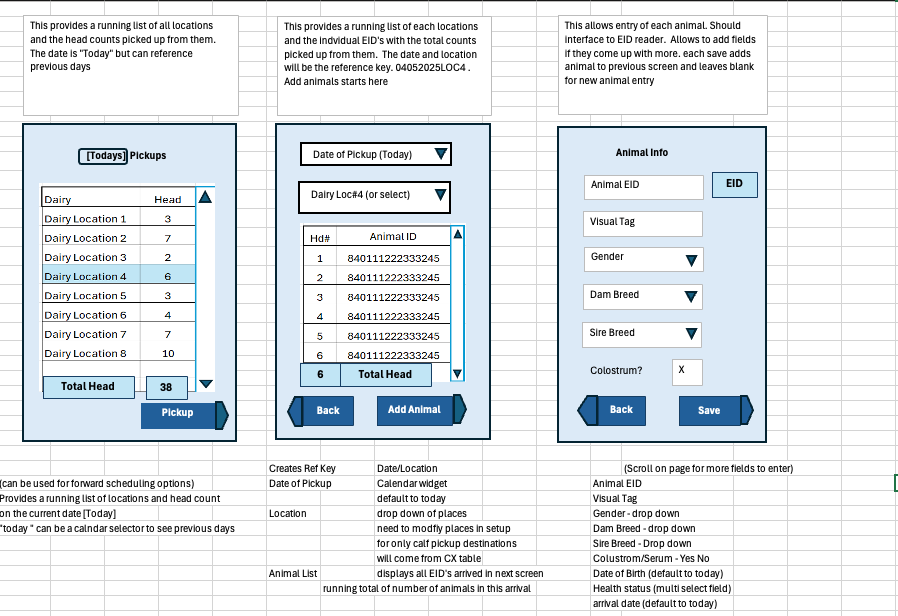 This provides a running list of all locations
and the head counts picked up from them.
The date is "Today" but can reference
previous days
This provides a running list of each locations
and the indvidual EID's with the total counts
picked up from them. The date and location
will be the reference key. 04052025LOC4 .
Add animals starts here
This allows entry of each animal. Should
interface to EID reader. Allows to add fields
if they come up with more. each save adds
animal to previous screen and leaves blank
for new animal entry
[Todays] Pickups
Dairy Head
Dairy Location 1 3
Dairy Location 2 7
Dairy Location 3 2
Dairy Location 4 6
Dairy Location 5 3
Dairy Location 6 4
Dairy Location 7 7
Dairy Location 8 10
Total Head 38
Pickup
Date of Pickup (Today)
Dairy Loc#4 (or select)
Hd# Animal ID
1 840111222333245
2 840111222333245
3 840111222333245
4 840111222333245
5 840111222333245
6 840111222333245
6 Total Head
Back Add Animal
Animal Info
Animal EID EID
Visual Tag
Gender
Dam Breed
Sire Breed
Colostrum? X
Back Save
(can be used for forward scheduling options)
Provides a running list of locations and head count
on the current date [Today]
"today " can be a calndar selector to see previous days
Creates Ref Key Date/Location
Date of Pickup Calendar widget
default to today
Location drop down of places
need to modfiy places in setup
for only calf pickup destinations
will come from CX table
Animal List displays all EID's arrived in next screen
running total of number of animals in this arrival
(Scroll on page for more fields to enter)
Animal EID
Visual Tag
Gender - drop down
Dam Breed - drop down
Sire Breed - Drop down
Colustrom/Serum - Yes No
Date of Birth (default to today)
Health status (multi select field)
arrival date (default to today)